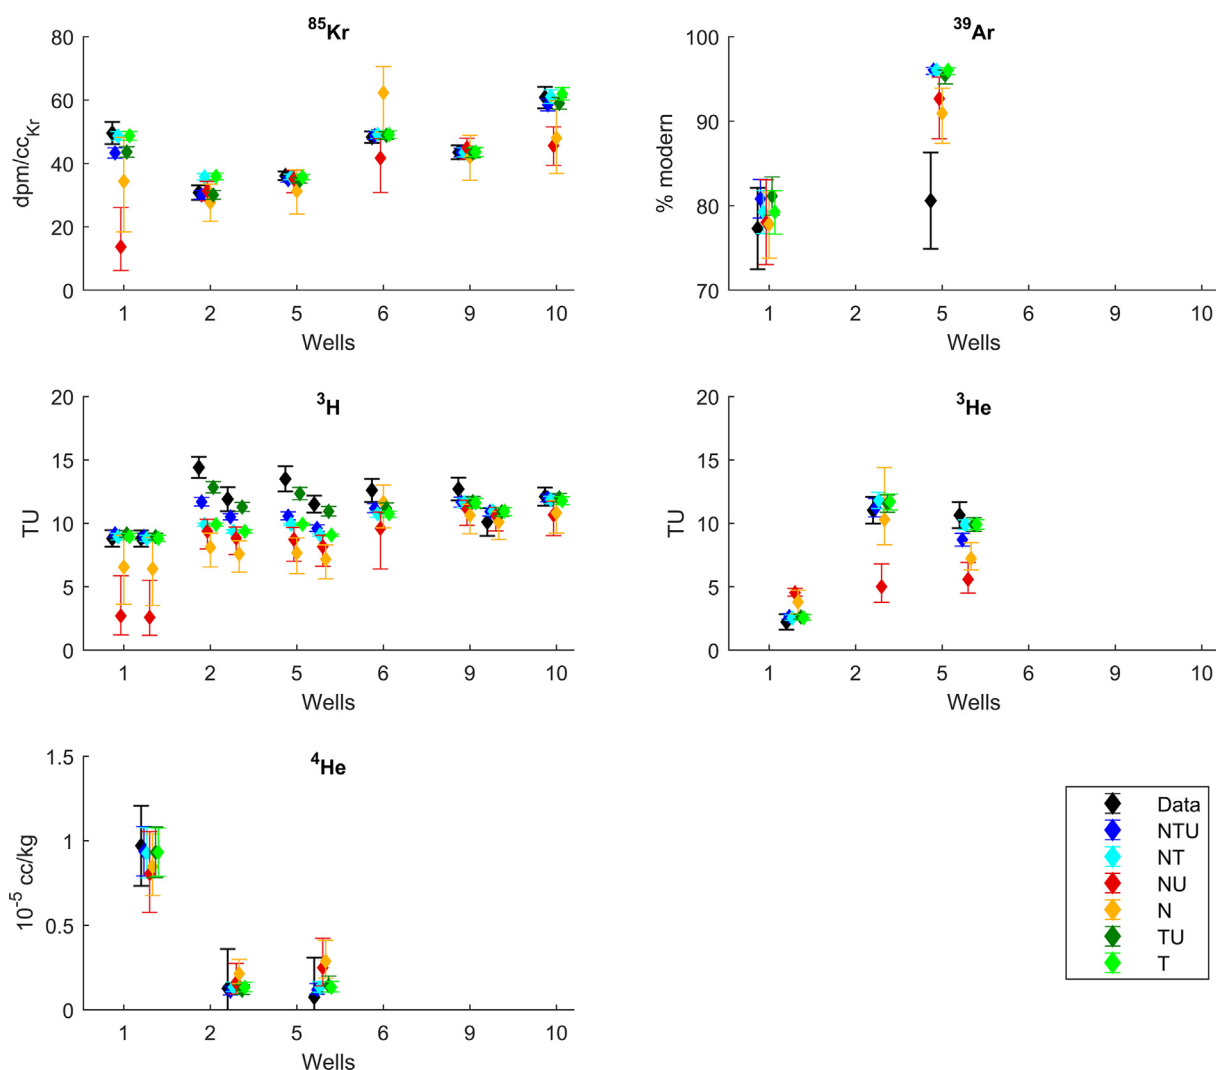 ⁸⁵Kr
80
60
40
20
0
dpm/cc_Kr
1 2 5 6 9 10
Wells
³⁹Ar
100
90
80
70
% modern
1 2 5 6 9 10
Wells
³H
20
15
10
5
0
TU
1 2 5 6 9 10
Wells
³He
20
15
10
5
0
TU
1 2 5 6 9 10
Wells
⁴He
1.5
1
0.5
0
10⁻⁵ cc/kg
1 2 5 6 9 10
Wells
Data
NTU
NT
NU
N
TU
T